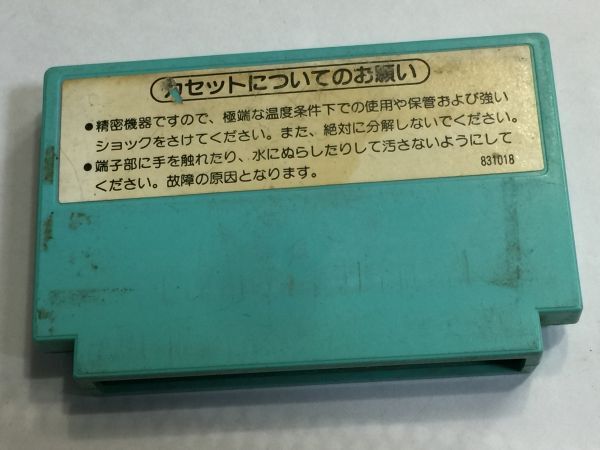 カセットについてのお願い
●精密機器ですので、極端な温度条件下での使用や保管および強い
ショックをさけてください。また、絶対に分解しないでください。
●端子部に手を触れたり、水にぬらしたりして汚さないようにして
ください。故障の原因となります。
831018